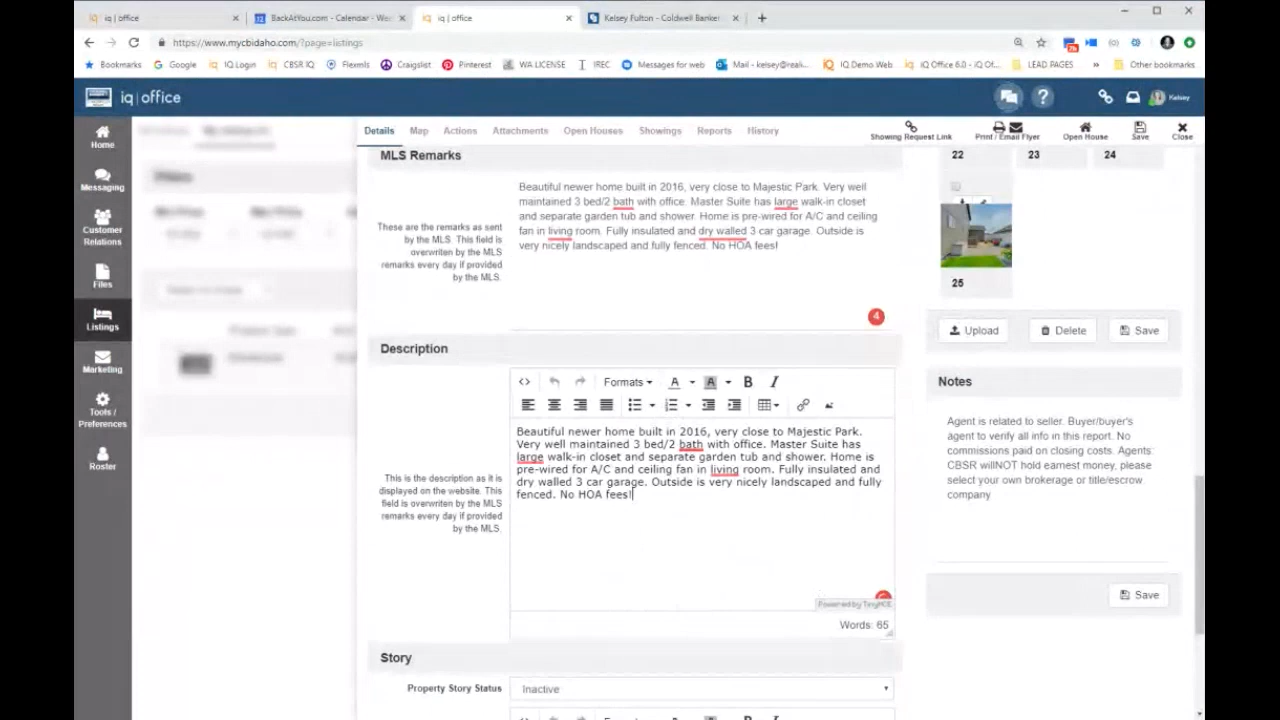 iq | office
BackAtYou.com - Calendar - We
iq | office
Kelsey Fulton - Coldwell Banker
https://www.mycbidaho.com/?page=listings
Bookmarks
Google
IQ Login
CBSR IQ
Flexmls
Craigslist
Pinterest
WA LICENSE
IREC
Messages for web
Mail - kelsey@reali
IQ Demo Web
IQ Office 6.0 - IQ Of...
LEAD PAGES
»
Other bookmarks
iq | office
Kelsey
Home
Messaging
Customer
Relations
Files
Listings
Marketing
Tools /
Preferences
Roster
Details
Map
Actions
Attachments
Open Houses
Showings
Reports
History
Showing Request Link
Print / Email Flyer
Open House
Save
Close
MLS Remarks
These are the remarks as sent
by the MLS. This field is
overwriten by the MLS
remarks every day if provided
by the MLS.
Beautiful newer home built in 2016, very close to Majestic Park. Very well
maintained 3 bed/2 bath with office. Master Suite has large walk-in closet
and separate garden tub and shower. Home is pre-wired for A/C and ceiling
fan in living room. Fully insulated and dry walled 3 car garage. Outside is
very nicely landscaped and fully fenced. No HOA fees!
4
Description
Formats
A
A
B
I
This is the description as it is
displayed on the website. This
field is overwriten by the MLS
remarks every day if provided
by the MLS.
Beautiful newer home built in 2016, very close to Majestic Park.
Very well maintained 3 bed/2 bath with office. Master Suite has
large walk-in closet and separate garden tub and shower. Home is
pre-wired for A/C and ceiling fan in living room. Fully insulated and
dry walled 3 car garage. Outside is very nicely landscaped and fully
fenced. No HOA fees!
Powered by TinyMCE
Words: 65
Story
Property Story Status
Inactive
22
23
24
25
Upload
Delete
Save
Notes
Agent is related to seller. Buyer/buyer's
agent to verify all info in this report. No
commissions paid on closing costs. Agents:
CBSR willNOT hold earnest money, please
select your own brokerage or title/escrow
company
Save